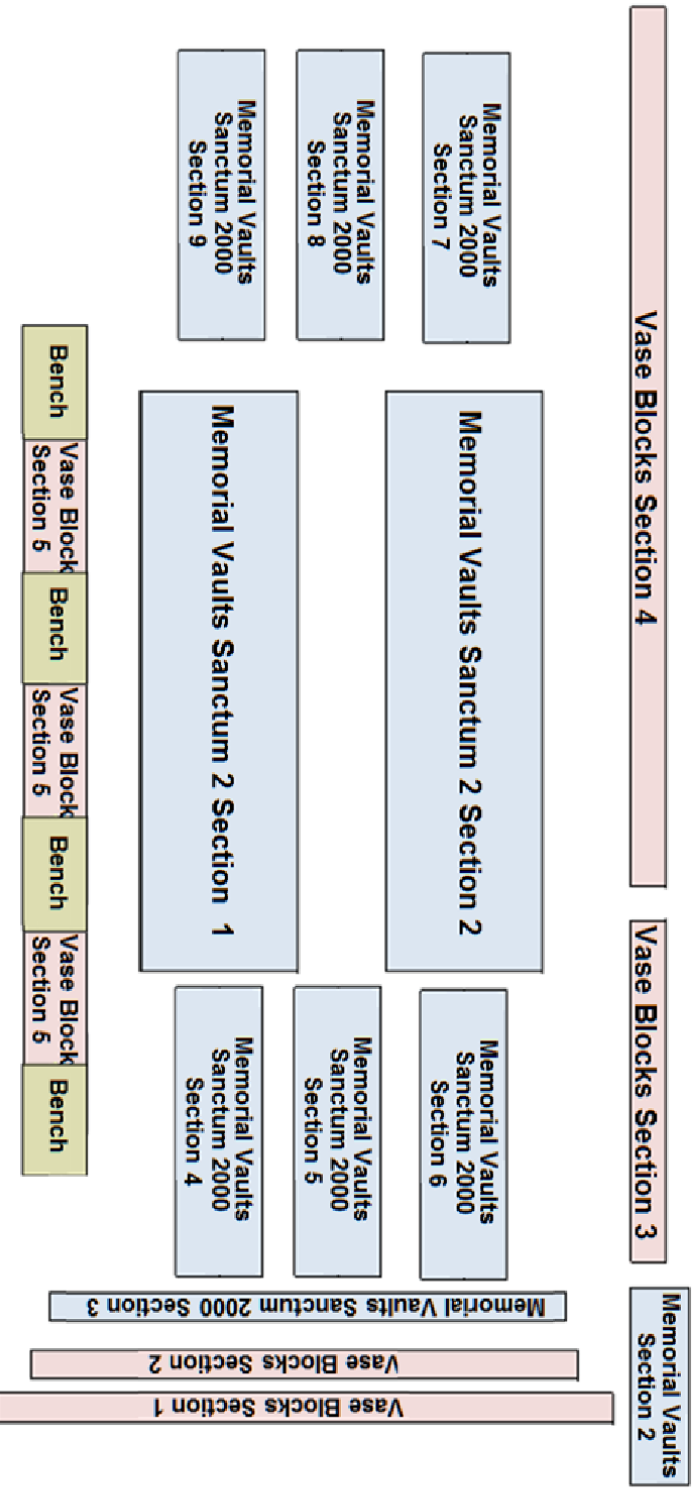 Vase Blocks Section 4
Vase Blocks Section 3
Memorial Vaults
Section 2
Memorial Vaults
Sanctum 2000
Section 7
Memorial Vaults Sanctum 2 Section 2
Memorial Vaults
Sanctum 2000
Section 6
Memorial Vaults
Sanctum 2000
Section 8
Memorial Vaults
Sanctum 2000
Section 5
Memorial Vaults
Sanctum 2000
Section 9
Memorial Vaults Sanctum 2 Section 1
Memorial Vaults
Sanctum 2000
Section 4
Memorial Vaults Sanctum 2000 Section 3
Vase Blocks Section 2
Vase Blocks Section 1
Bench
Vase Block
Section 5
Bench
Vase Block
Section 5
Bench
Vase Block
Section 5
Bench